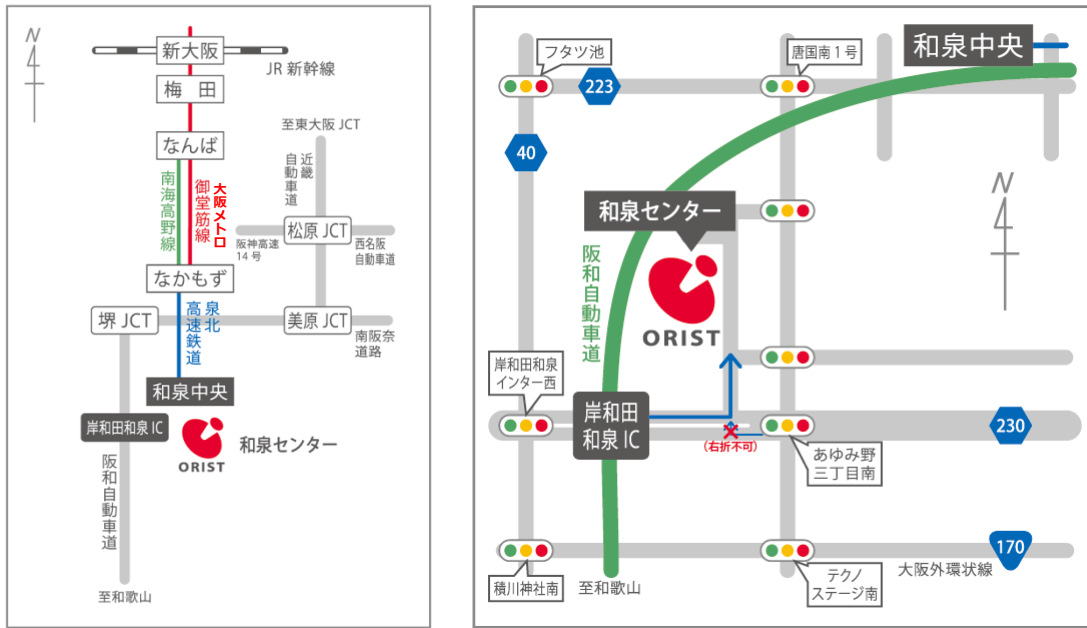 N
新大阪
JR 新幹線
梅 田
至東大阪 JCT
なんば
近畿
自動車道
南海高野線
御堂筋線
大阪メトロ
松原 JCT
阪神高速
14 号
西名阪
自動車道
なかもず
泉北
高速鉄道
堺 JCT
美原 JCT
南阪奈
道路
和泉中央
岸和田和泉 IC
ORIST
和泉センター
阪和自動車道
至和歌山
フタツ池
唐国南 1 号
和泉中央
223
40
N
和泉センター
阪和自動車道
ORIST
岸和田和泉
インター西
岸和田
和泉 IC
230
(右折不可)
あゆみ野
三丁目南
170
大阪外環状線
積川神社南
至和歌山
テクノ
ステージ南